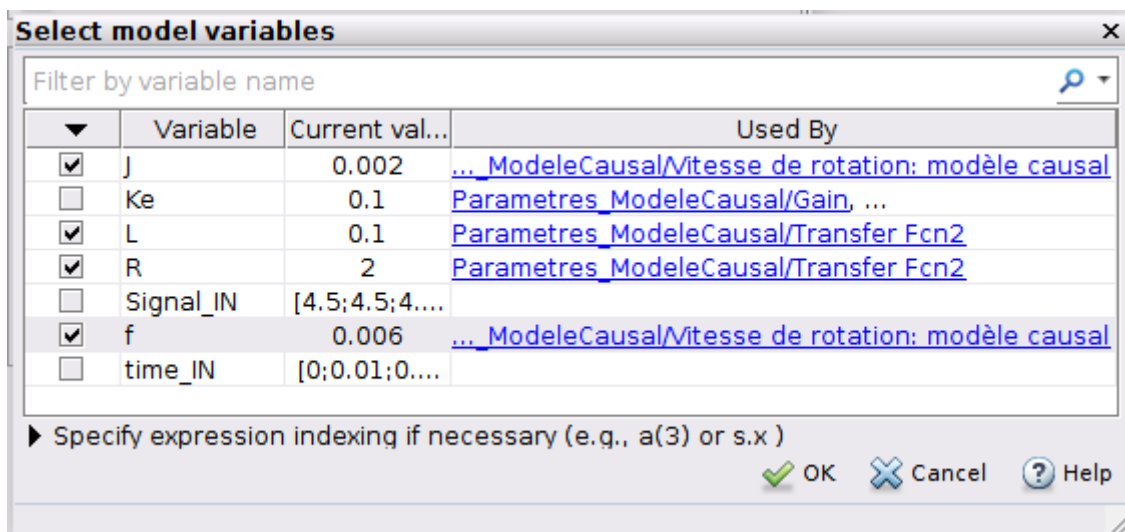 Select model variables
Filter by variable name
Variable Current val... Used By
J 0.002 ..._ModeleCausal/Vitesse de rotation: modèle causal
Ke 0.1 Parametres_ModeleCausal/Gain, ...
L 0.1 Parametres_ModeleCausal/Transfer Fcn2
R 2 Parametres_ModeleCausal/Transfer Fcn2
Signal_IN [4.5;4.5;4....
f 0.006 ..._ModeleCausal/Vitesse de rotation: modèle causal
time_IN [0;0.01;0....
Specify expression indexing if necessary (e.g., a(3) or s.x )
OK Cancel Help